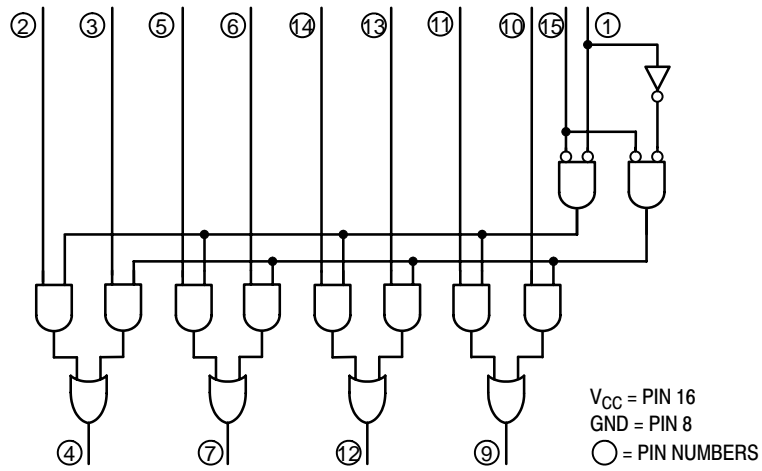 2 3 5 6 14 13 11 10 15 1
4 7 12 9
VCC = PIN 16
GND = PIN 8
= PIN NUMBERS